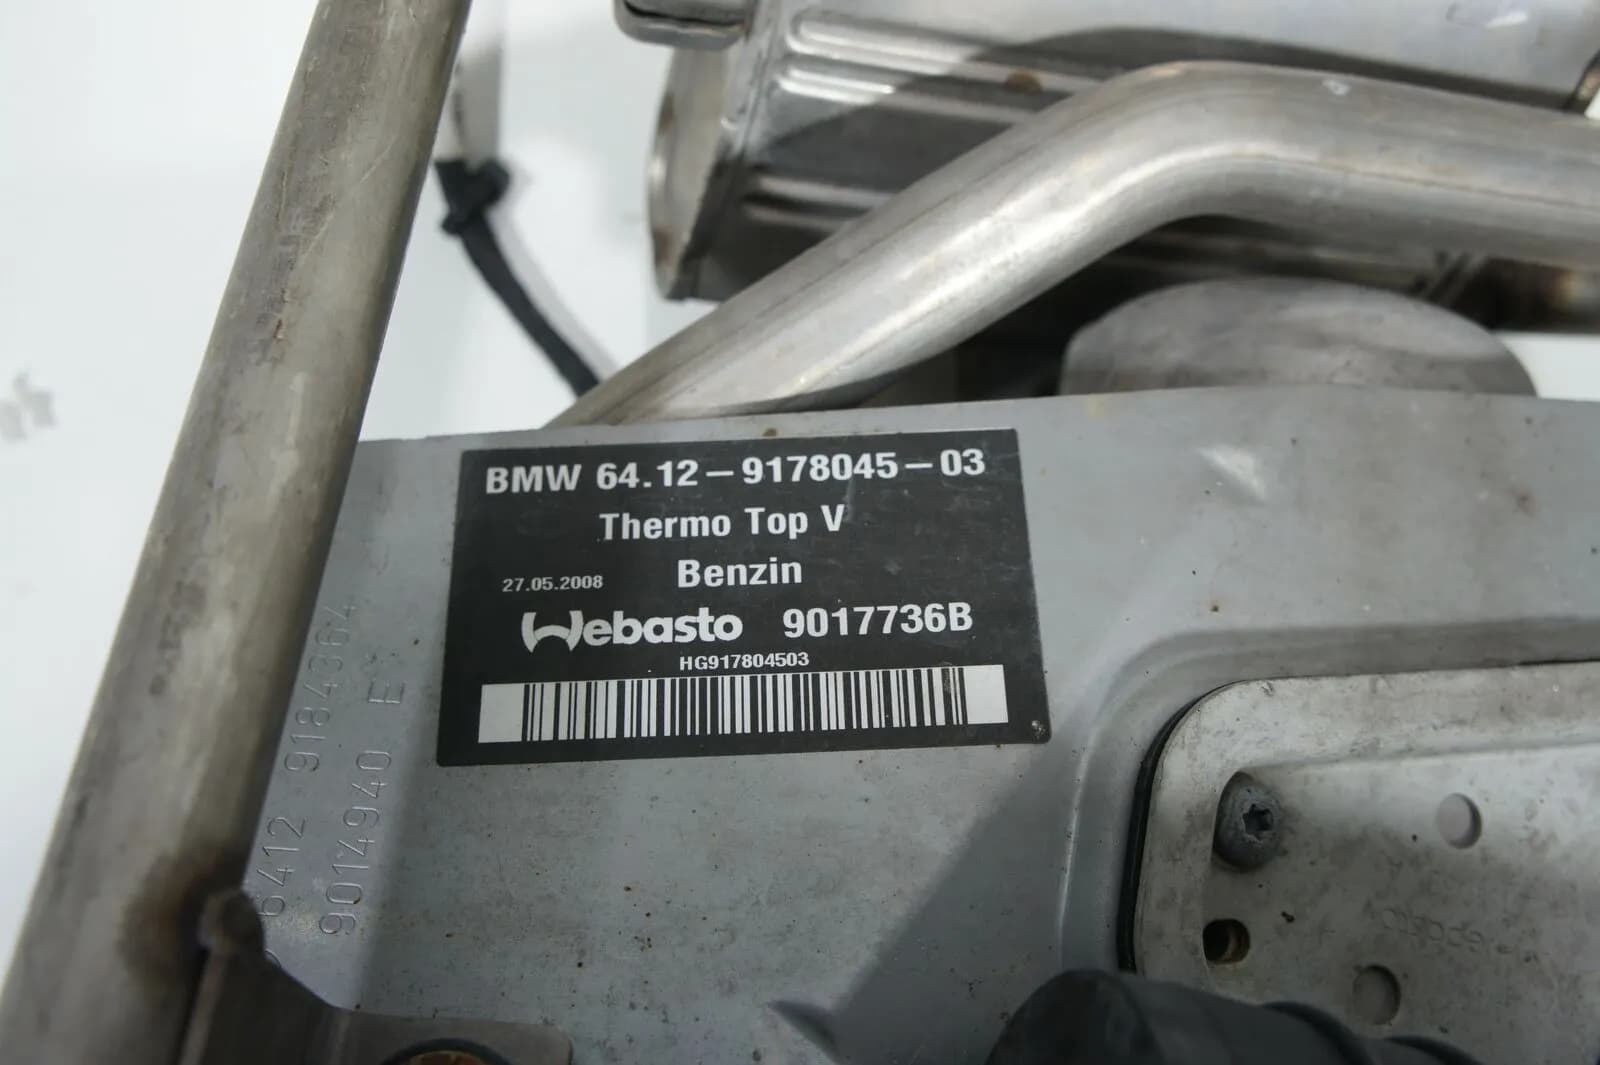 BMW 64.12-9178045-03
Thermo Top V
27.05.2008 Benzin
Webasto 9017736B
HG917804503
6412 9184364
9014940 E